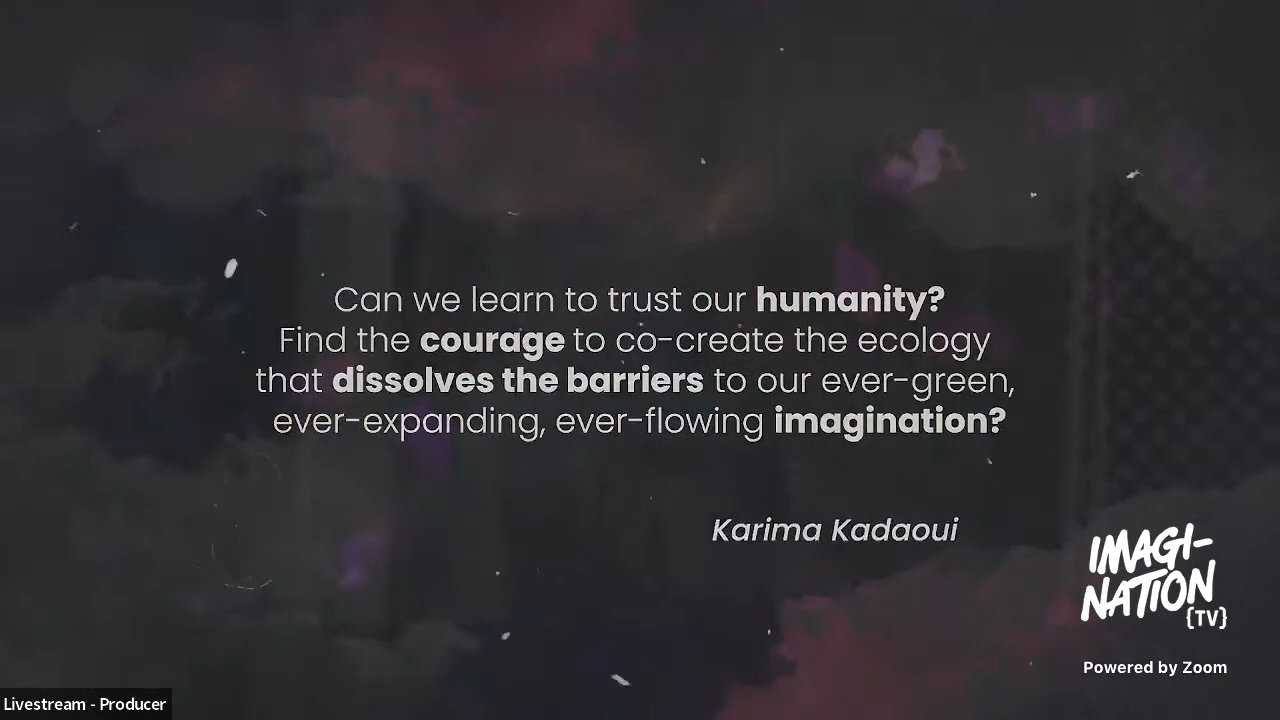 Can we learn to trust our humanity?
Find the courage to co-create the ecology
that dissolves the barriers to our ever-green,
ever-expanding, ever-flowing imagination?
Karima Kadaoui
IMAGI-
NATION
{TV}
Powered by Zoom
Livestream - Producer